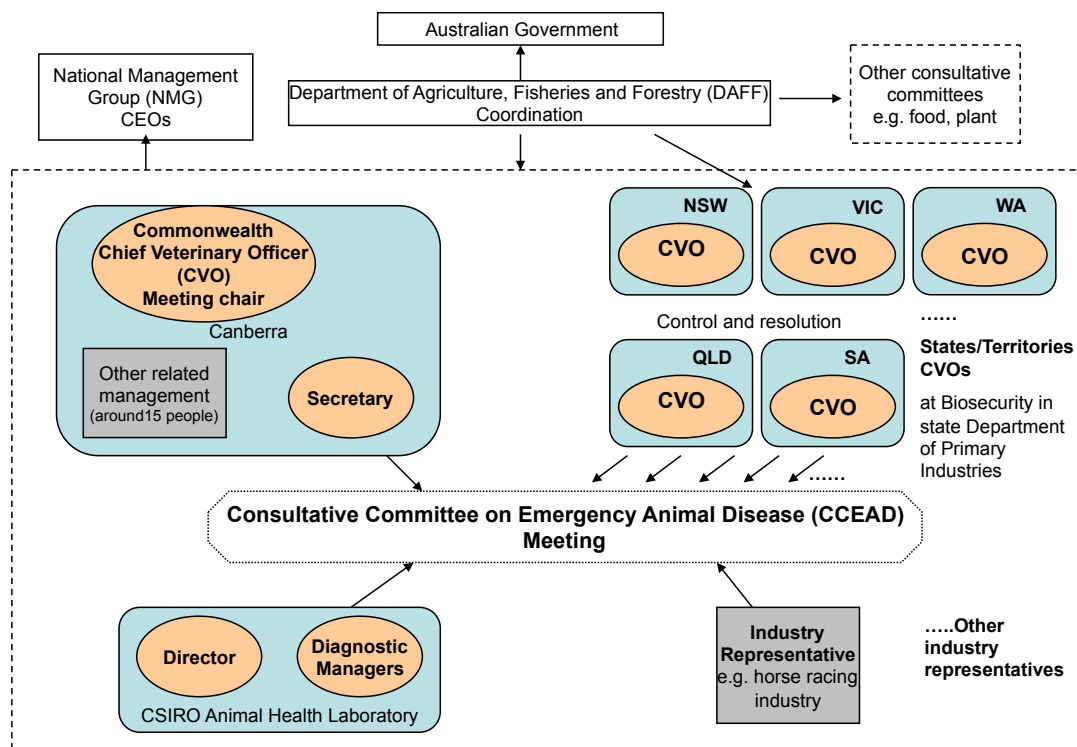 Australian Government
National Management
Group (NMG)
CEOs
Department of Agriculture, Fisheries and Forestry (DAFF)
Coordination
Other consultative
committees
e.g. food, plant
Commonwealth
Chief Veterinary Officer
(CVO)
Meeting chair
Canberra
Other related
management
(around15 people)
Secretary
NSW
CVO
VIC
CVO
WA
CVO
......
Control and resolution
QLD
CVO
SA
CVO
States/Territories
CVOs
at Biosecurity in
state Department
of Primary
Industries
......
Consultative Committee on Emergency Animal Disease (CCEAD)
Meeting
Director
Diagnostic
Managers
CSIRO Animal Health Laboratory
Industry
Representative
e.g. horse racing
industry
.....Other
industry
representatives